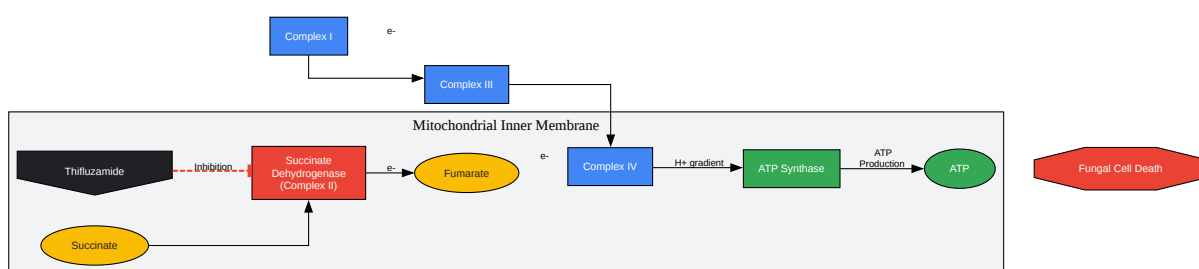 Complex I
e-
Complex III
Mitochondrial Inner Membrane
Thifluzamide
Inhibition
Succinate
Dehydrogenase
(Complex II)
e-
Fumarate
e-
Complex IV
H+ gradient
ATP Synthase
ATP
Production
ATP
Fungal Cell Death
Succinate